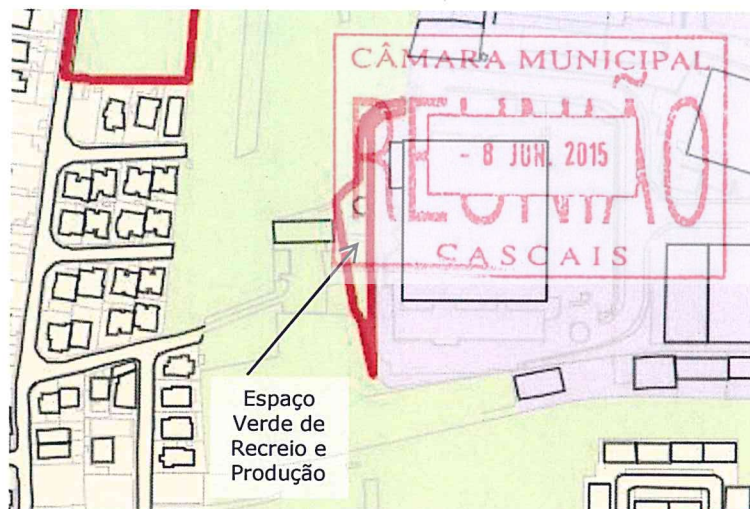 CÂMARA MUNICIPAL
REUNIÃO
- 8 JUN. 2015
CASCAIS
Espaço
Verde de
Recreio e
Produção